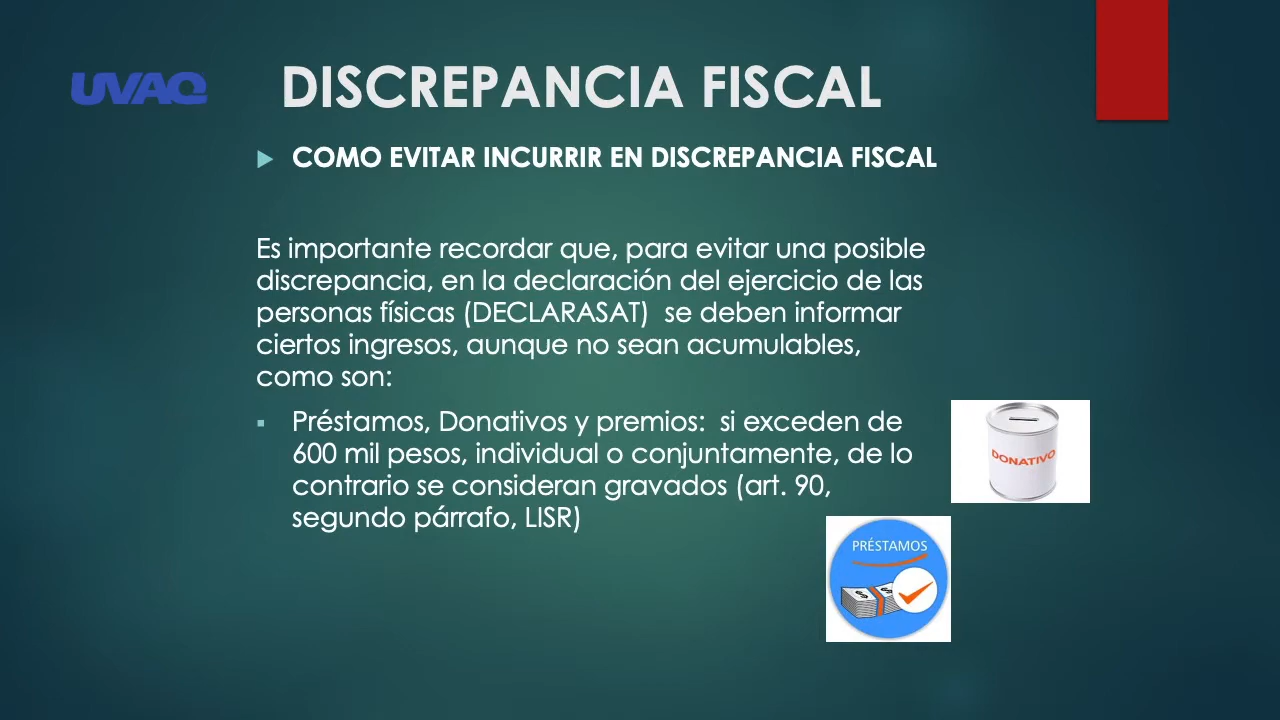 UVAQ
DISCREPANCIA FISCAL
COMO EVITAR INCURRIR EN DISCREPANCIA FISCAL
Es importante recordar que, para evitar una posible
discrepancia, en la declaración del ejercicio de las
personas físicas (DECLARASAT) se deben informar
ciertos ingresos, aunque no sean acumulables,
como son:
Préstamos, Donativos y premios: si exceden de
600 mil pesos, individual o conjuntamente, de lo
contrario se consideran gravados (art. 90,
segundo párrafo, LISR)
DONATIVO
PRÉSTAMOS
$ $